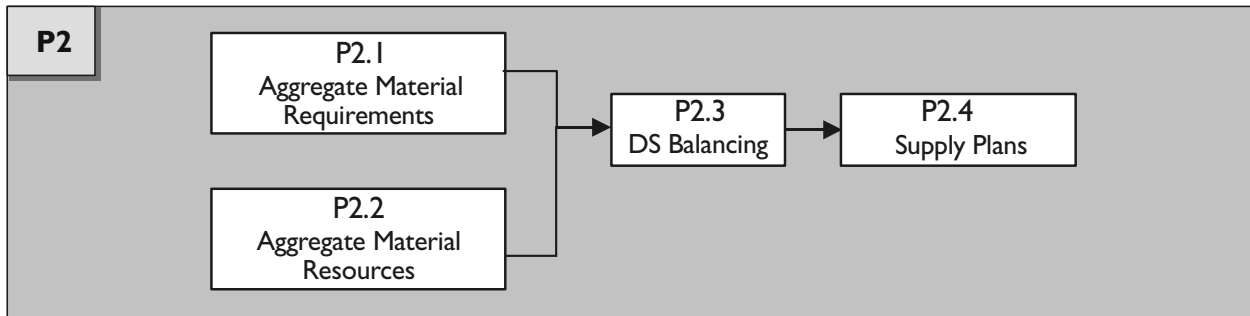 P2
P2.1
Aggregate Material
Requirements
P2.2
Aggregate Material
Resources
P2.3
DS Balancing
P2.4
Supply Plans